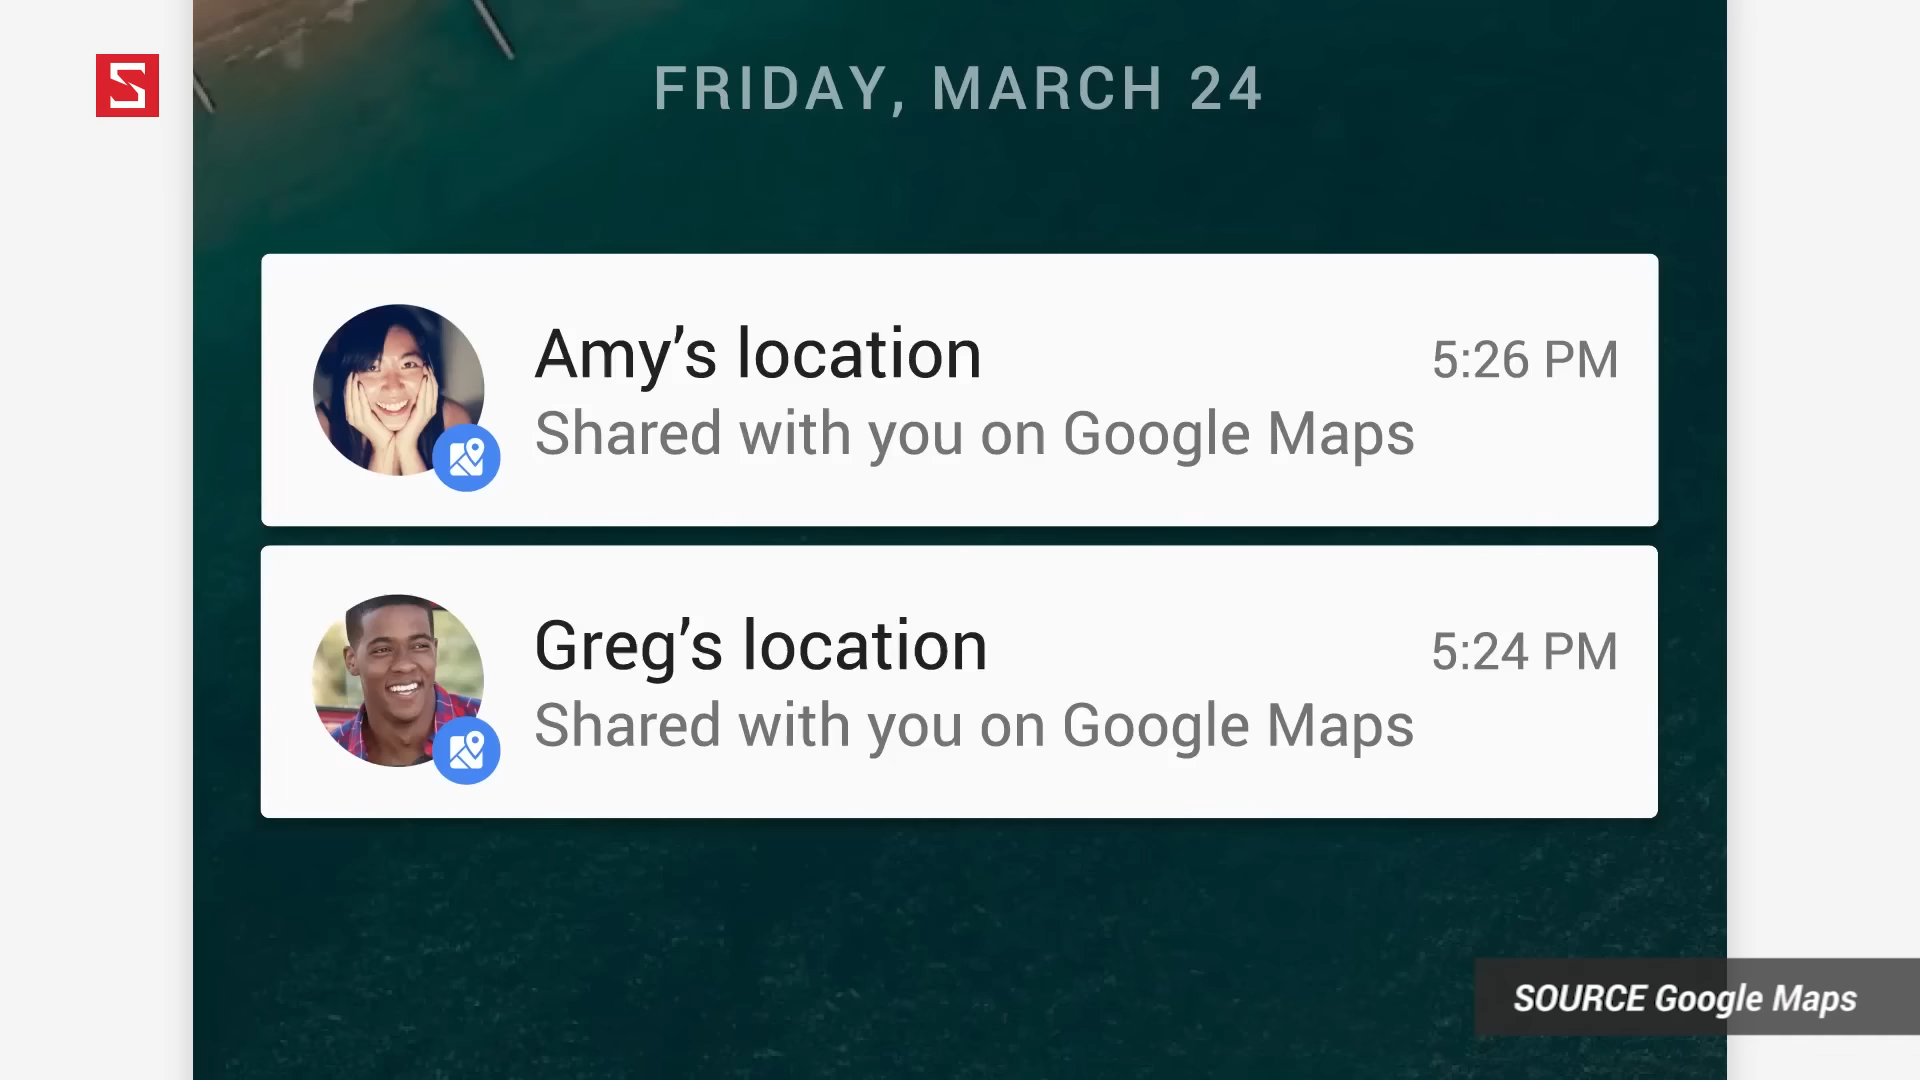 FRIDAY, MARCH 24
Amy’s location
5:26 PM
Shared with you on Google Maps
Greg’s location
5:24 PM
Shared with you on Google Maps
SOURCE Google Maps